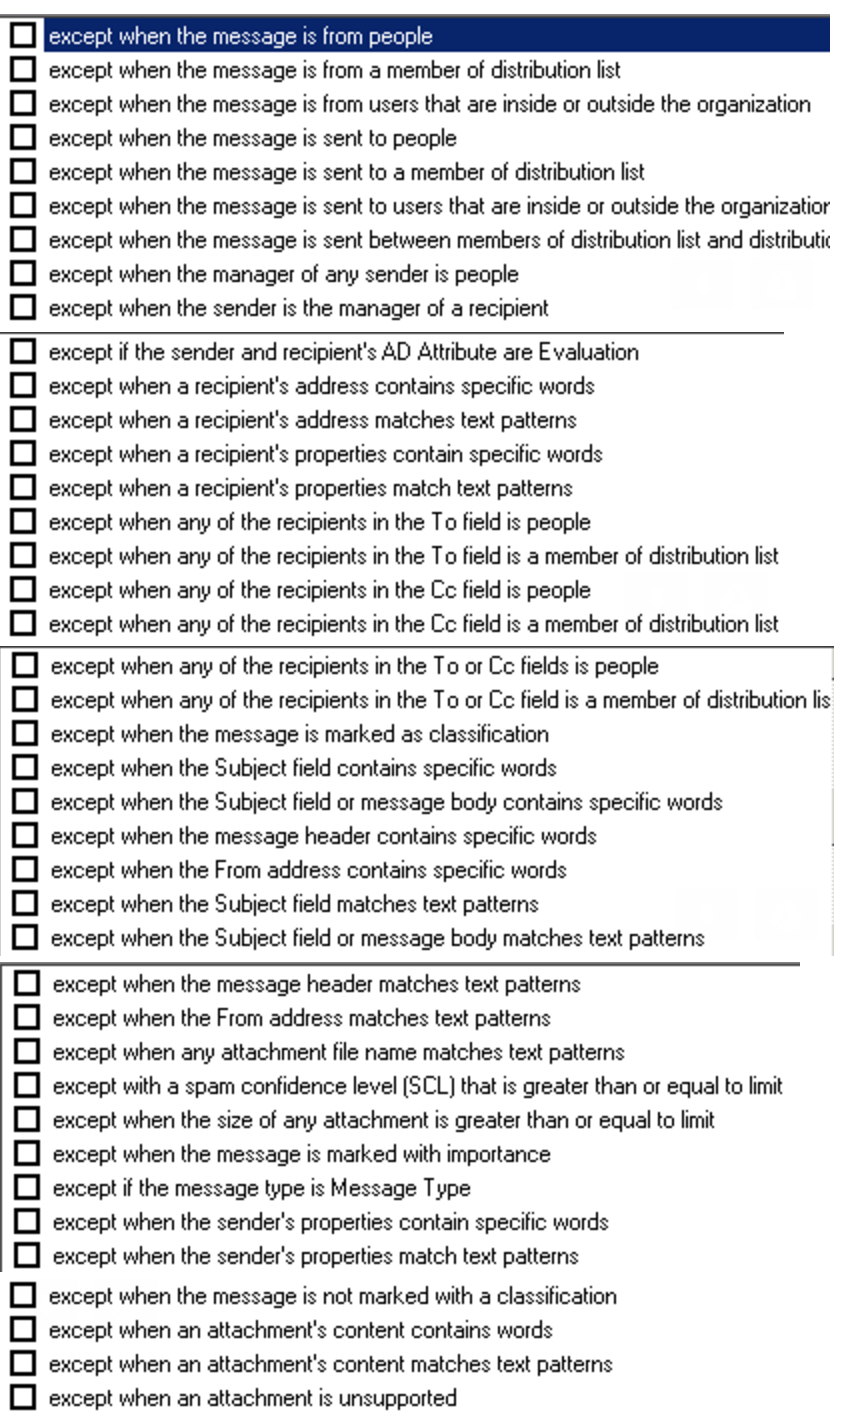 except when the message is from people
except when the message is from a member of distribution list
except when the message is from users that are inside or outside the organization
except when the message is sent to people
except when the message is sent to a member of distribution list
except when the message is sent to users that are inside or outside the organization
except when the message is sent between members of distribution list and distributio
except when the manager of any sender is people
except when the sender is the manager of a recipient
except if the sender and recipient's AD Attribute are Evaluation
except when a recipient's address contains specific words
except when a recipient's address matches text patterns
except when a recipient's properties contain specific words
except when a recipient's properties match text patterns
except when any of the recipients in the To field is people
except when any of the recipients in the To field is a member of distribution list
except when any of the recipients in the Cc field is people
except when any of the recipients in the Cc field is a member of distribution list
except when any of the recipients in the To or Cc fields is people
except when any of the recipients in the To or Cc field is a member of distribution lis
except when the message is marked as classification
except when the Subject field contains specific words
except when the Subject field or message body contains specific words
except when the message header contains specific words
except when the From address contains specific words
except when the Subject field matches text patterns
except when the Subject field or message body matches text patterns
except when the message header matches text patterns
except when the From address matches text patterns
except when any attachment file name matches text patterns
except with a spam confidence level (SCL) that is greater than or equal to limit
except when the size of any attachment is greater than or equal to limit
except when the message is marked with importance
except if the message type is Message Type
except when the sender's properties contain specific words
except when the sender's properties match text patterns
except when the message is not marked with a classification
except when an attachment's content contains words
except when an attachment's content matches text patterns
except when an attachment is unsupported